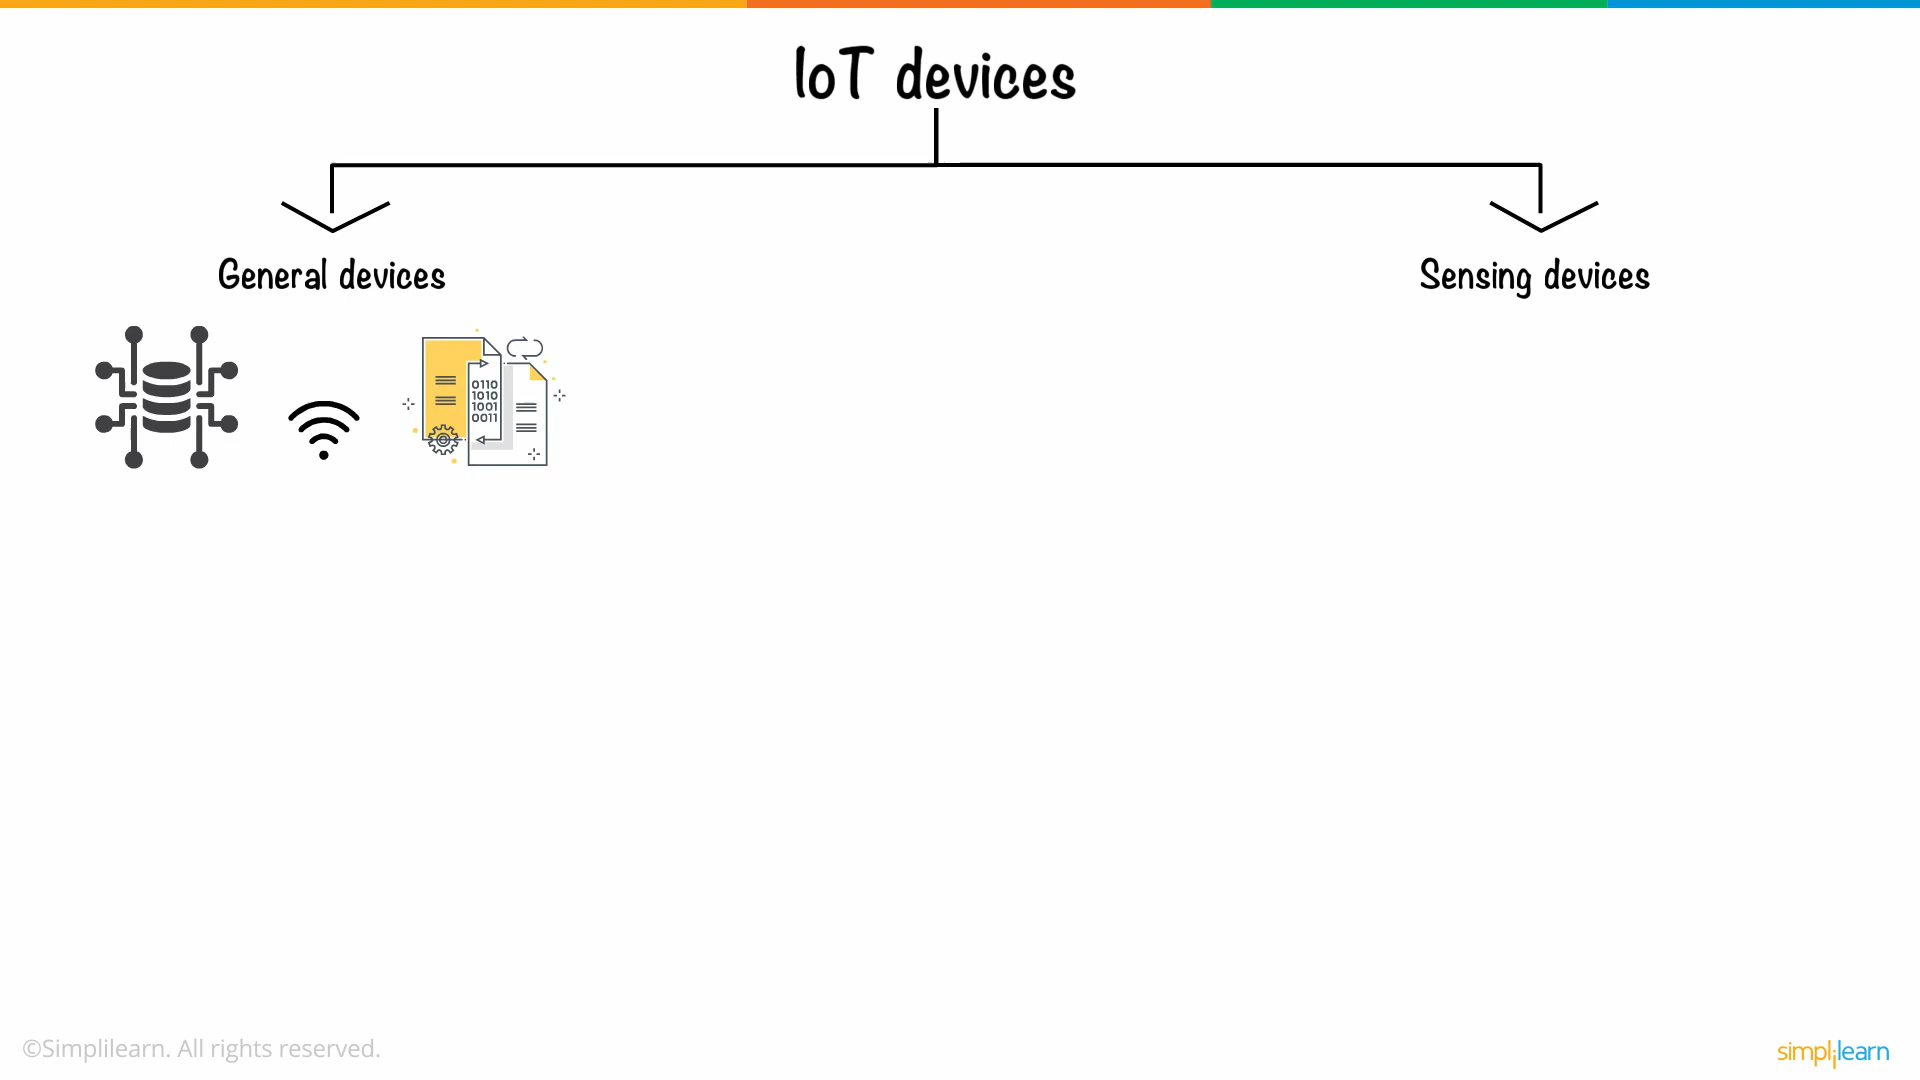 IoT devices
General devices
Sensing devices
0110
1010
1001
0011
©Simplilearn. All rights reserved.
simplilearn